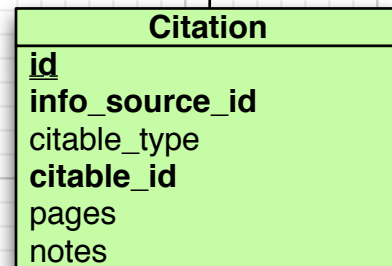 Citation
id
info_source_id
citable_type
citable_id
pages
notes